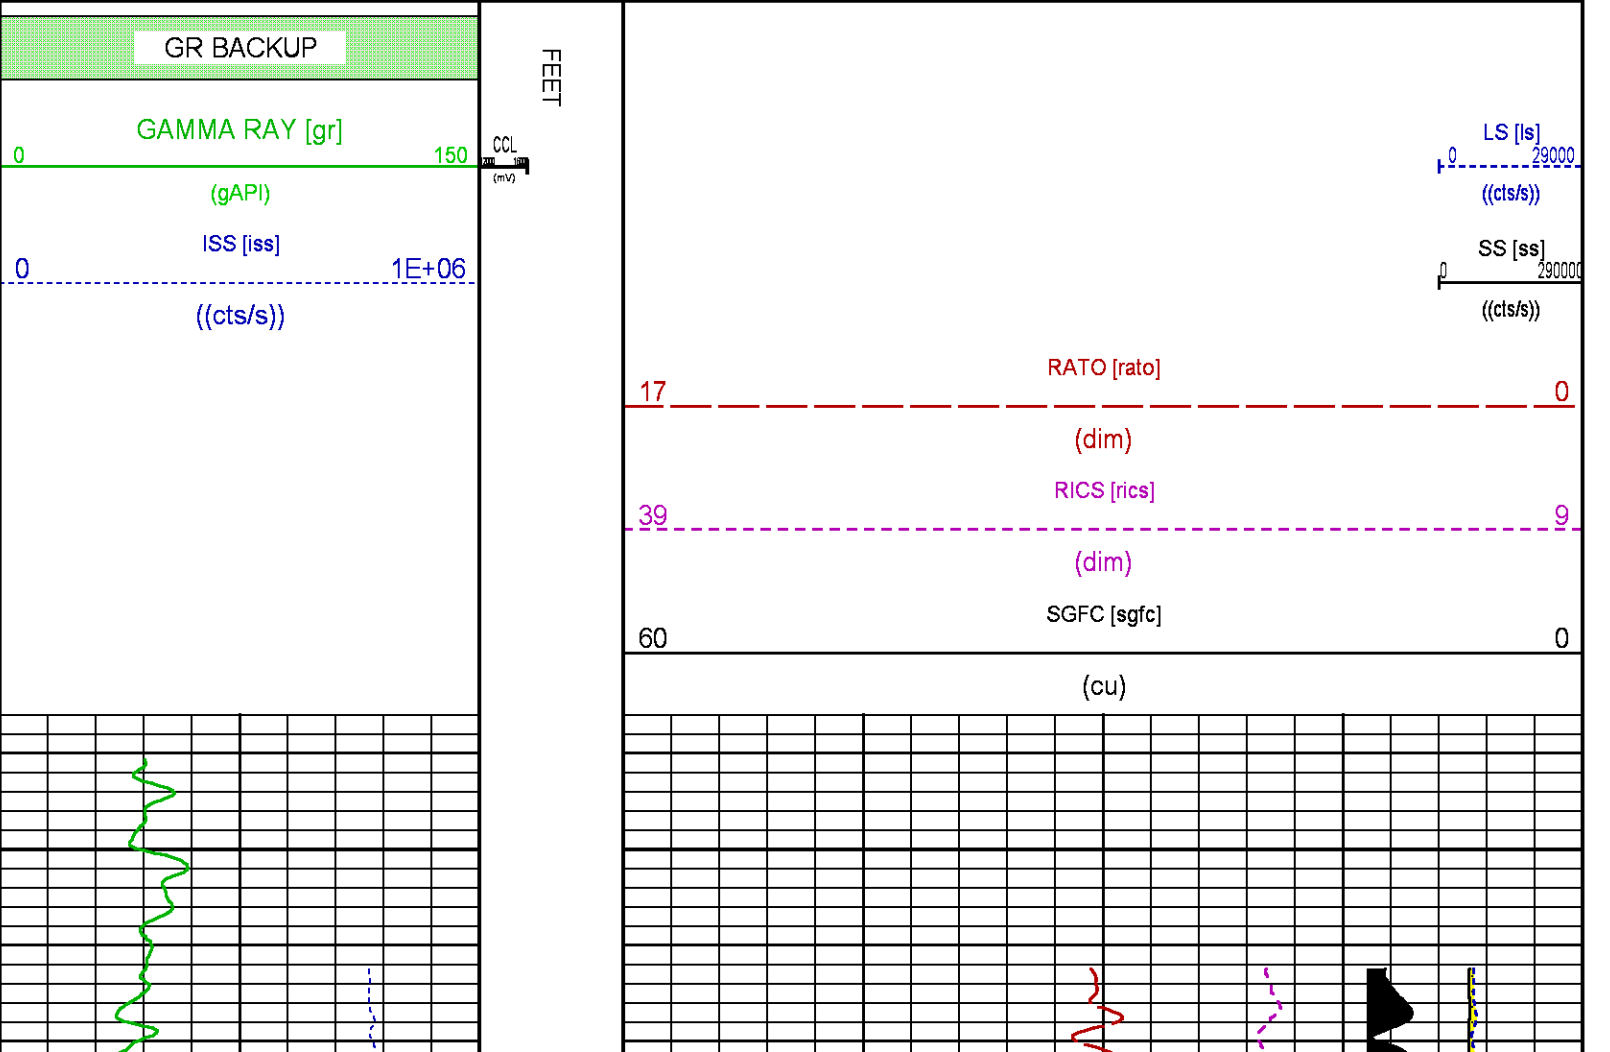 GR BACKUP
FEET
GAMMA RAY [gr]
0 150
(gAPI)
CCL
(mV)
ISS [iss]
0 1E+06
((cts/s))
LS [ls]
0 29000
((cts/s))
SS [ss]
0 290000
((cts/s))
RATO [rato]
17 0
(dim)
RICS [rics]
39 9
(dim)
SGFC [sgfc]
60 0
(cu)